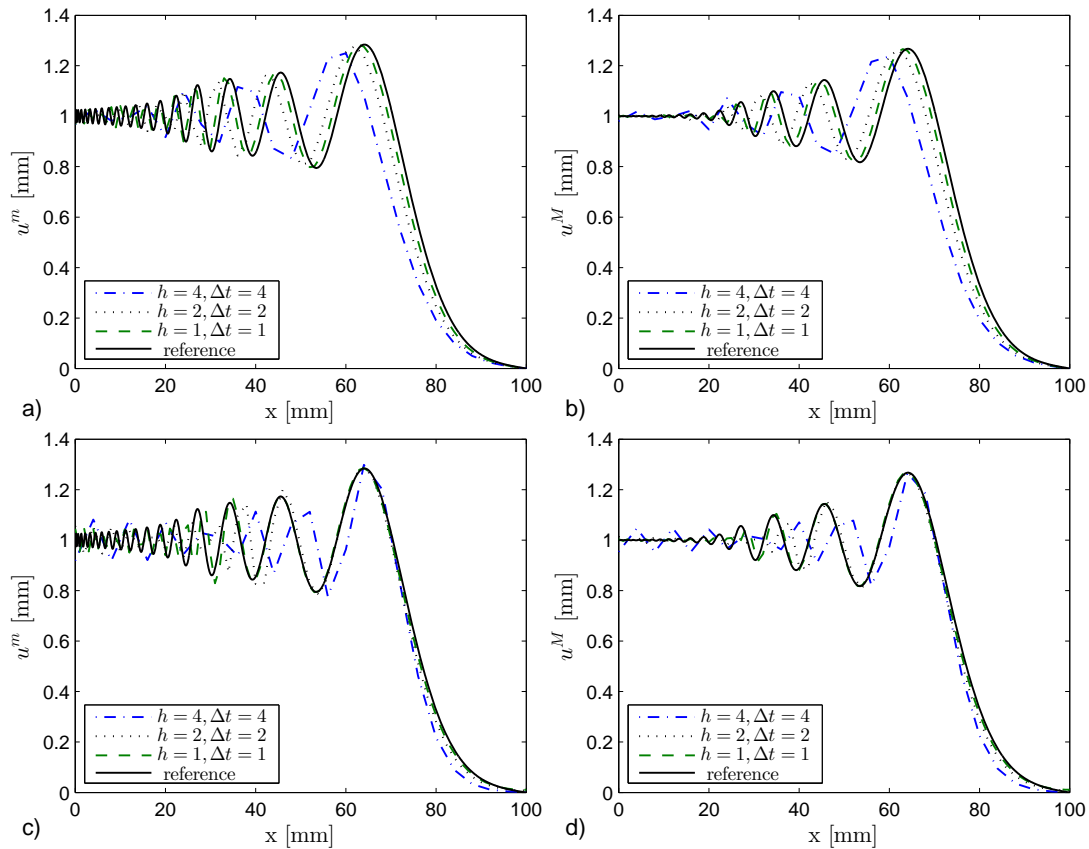 1.4
1.2
1
0.8
0.6
0.4
0.2
0
u^m [mm]
h = 4, Δt = 4
h = 2, Δt = 2
h = 1, Δt = 1
reference
0 20 40 60 80 100
a) x [mm]
1.4
1.2
1
0.8
0.6
0.4
0.2
0
u^M [mm]
h = 4, Δt = 4
h = 2, Δt = 2
h = 1, Δt = 1
reference
0 20 40 60 80 100
b) x [mm]
1.4
1.2
1
0.8
0.6
0.4
0.2
0
u^m [mm]
h = 4, Δt = 4
h = 2, Δt = 2
h = 1, Δt = 1
reference
0 20 40 60 80 100
c) x [mm]
1.4
1.2
1
0.8
0.6
0.4
0.2
0
u^M [mm]
h = 4, Δt = 4
h = 2, Δt = 2
h = 1, Δt = 1
reference
0 20 40 60 80 100
d) x [mm]